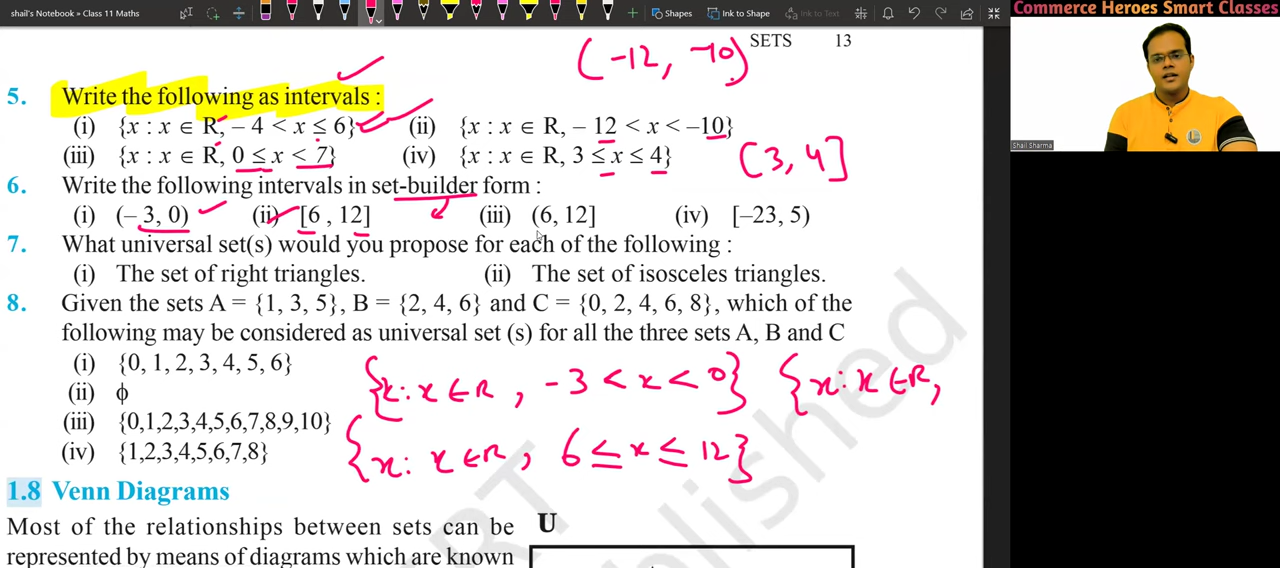 shail's Notebook » Class 11 Maths
Shapes Ink to Shape Ink to Text
Commerce Heroes Smart Classes
(-12, -10)
SETS 13
5. Write the following as intervals :
(i) {x : x ∈ R, – 4 < x ≤ 6} (ii) {x : x ∈ R, – 12 < x < –10}
(iii) {x : x ∈ R, 0 ≤ x < 7} (iv) {x : x ∈ R, 3 ≤ x ≤ 4} [3, 4]
6. Write the following intervals in set-builder form :
(i) (– 3, 0) (ii) [6 , 12] (iii) (6, 12] (iv) [–23, 5)
7. What universal set(s) would you propose for each of the following :
(i) The set of right triangles. (ii) The set of isosceles triangles.
8. Given the sets A = {1, 3, 5}, B = {2, 4, 6} and C = {0, 2, 4, 6, 8}, which of the
following may be considered as universal set (s) for all the three sets A, B and C
(i) {0, 1, 2, 3, 4, 5, 6}
(ii) ϕ
(iii) {0,1,2,3,4,5,6,7,8,9,10}
(iv) {1,2,3,4,5,6,7,8}
{x: x ∈ R, -3 < x < 0} {x: x ∈ R,
{x: x ∈ R, 6 ≤ x ≤ 12}
1.8 Venn Diagrams
Most of the relationships between sets can be
represented by means of diagrams which are known
U
Shail Sharma